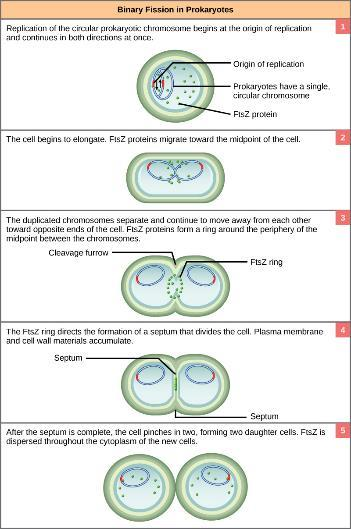 Binary Fission in Prokaryotes
Replication of the circular prokaryotic chromosome begins at the origin of replication
and continues in both directions at once.
1
Origin of replication
Prokaryotes have a single,
circular chromosome
FtsZ protein
The cell begins to elongate. FtsZ proteins migrate toward the midpoint of the cell.
2
The duplicated chromosomes separate and continue to move away from each other
toward opposite ends of the cell. FtsZ proteins form a ring around the periphery of the
midpoint between the chromosomes.
3
Cleavage furrow
FtsZ ring
The FtsZ ring directs the formation of a septum that divides the cell. Plasma membrane
and cell wall materials accumulate.
4
Septum
Septum
After the septum is complete, the cell pinches in two, forming two daughter cells. FtsZ is
dispersed throughout the cytoplasm of the new cells.
5